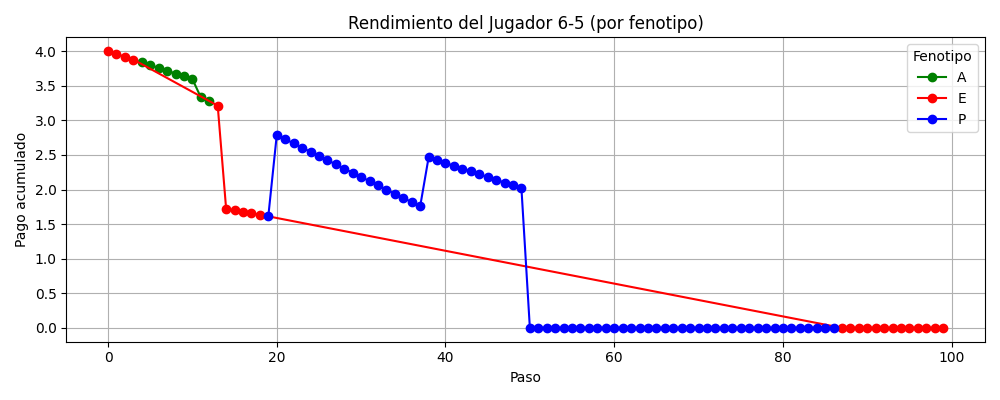 Rendimiento del Jugador 6-5 (por fenotipo)
Pago acumulado
4.0
3.5
3.0
2.5
2.0
1.5
1.0
0.5
0.0
Fenotipo
A
E
P
0 20 40 60 80 100
Paso